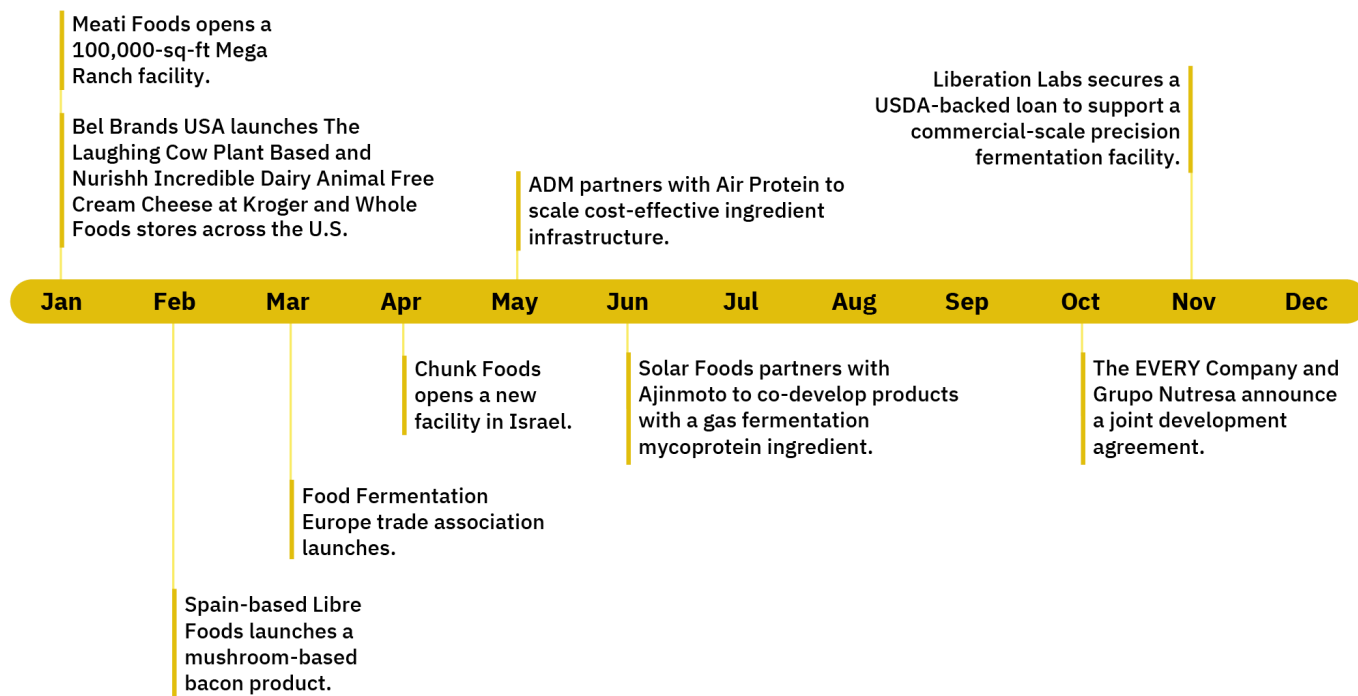 Meati Foods opens a
100,000-sq-ft Mega
Ranch facility.
Bel Brands USA launches The
Laughing Cow Plant Based and
Nurishh Incredible Dairy Animal Free
Cream Cheese at Kroger and Whole
Foods stores across the U.S.
ADM partners with Air Protein to
scale cost-effective ingredient
infrastructure.
Liberation Labs secures a
USDA-backed loan to support a
commercial-scale precision
fermentation facility.
Jan Feb Mar Apr May Jun Jul Aug Sep Oct Nov Dec
Spain-based Libre
Foods launches a
mushroom-based
bacon product.
Food Fermentation
Europe trade association
launches.
Chunk Foods
opens a new
facility in Israel.
Solar Foods partners with
Ajinmoto to co-develop products
with a gas fermentation
mycoprotein ingredient.
The EVERY Company and
Grupo Nutresa announce
a joint development
agreement.